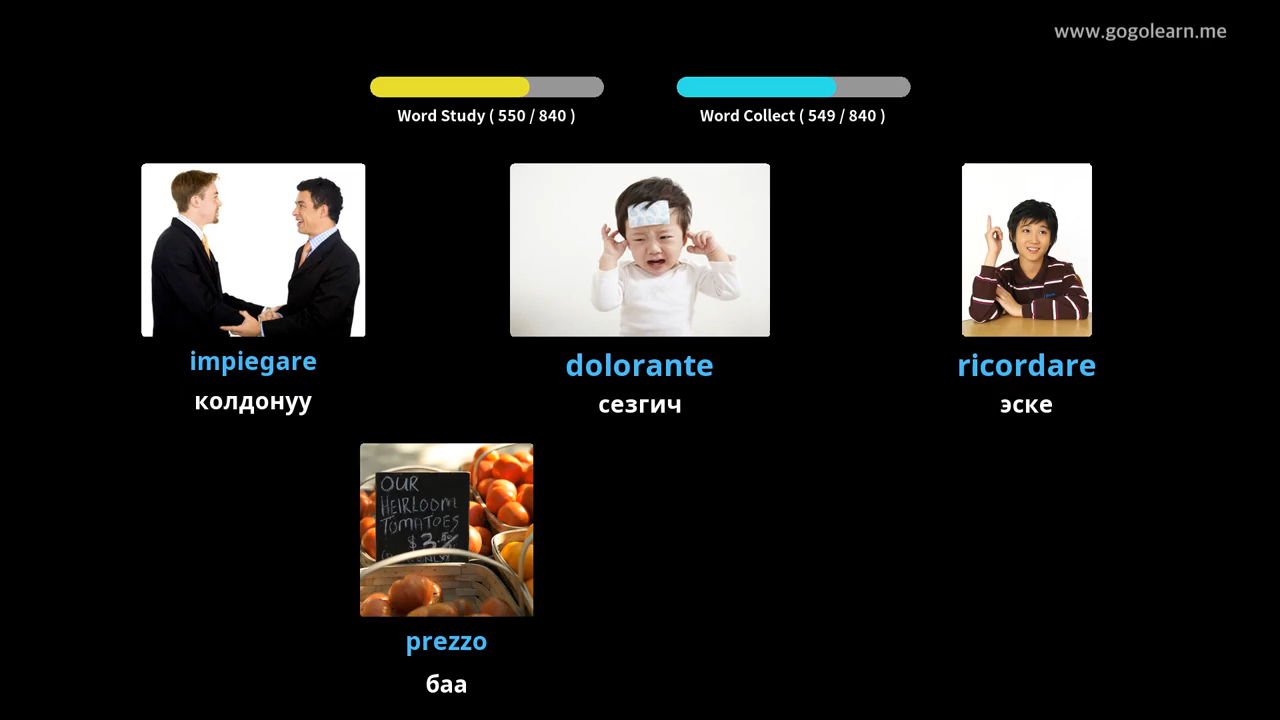 www.gogolearn.me
Word Study ( 550 / 840 )
Word Collect ( 549 / 840 )
impiegare
колдонуу
dolorante
сезгич
ricordare
эске
OUR
HEIRLOOM
TOMATOES
prezzo
баа